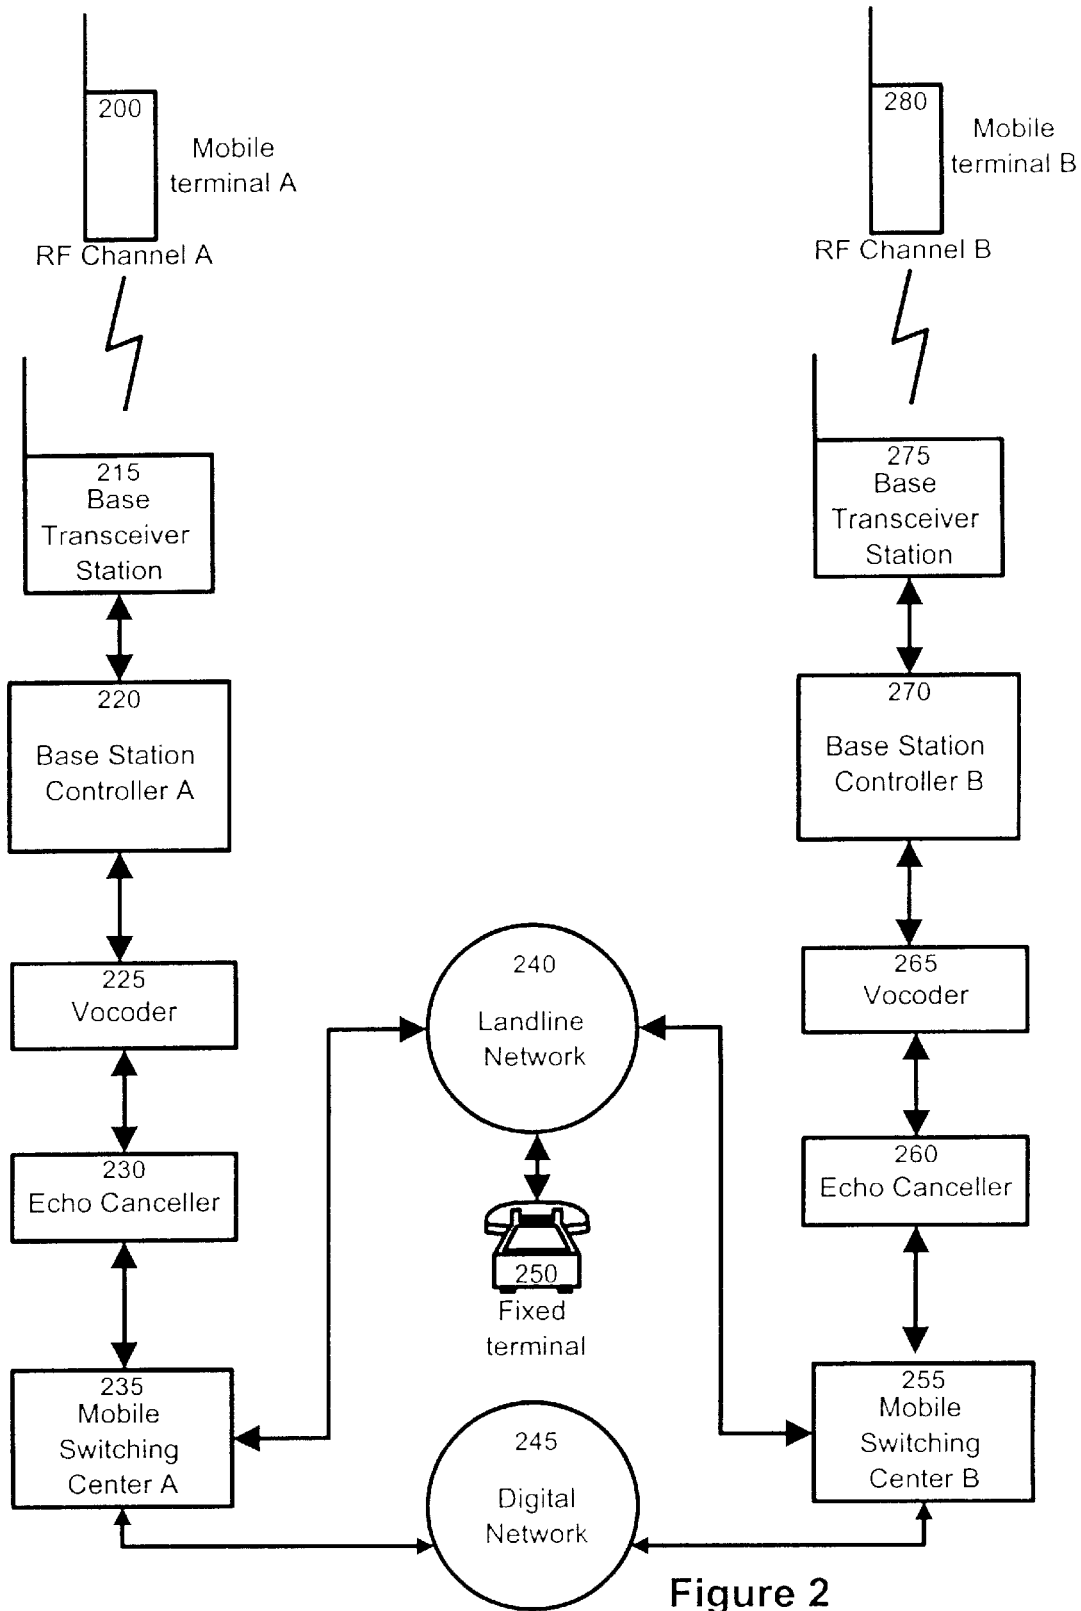 200
Mobile
terminal A
RF Channel A
280
Mobile
terminal B
RF Channel B
215
Base
Transceiver
Station
275
Base
Transceiver
Station
220
Base Station
Controller A
270
Base Station
Controller B
225
Vocoder
240
Landline
Network
265
Vocoder
230
Echo Canceller
260
Echo Canceller
250
Fixed
terminal
235
Mobile
Switching
Center A
245
Digital
Network
255
Mobile
Switching
Center B
Figure 2